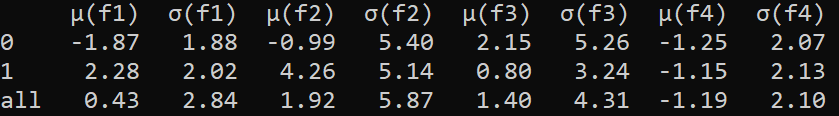 μ(f1) σ(f1) μ(f2) σ(f2) μ(f3) σ(f3) μ(f4) σ(f4)
0 -1.87 1.88 -0.99 5.40 2.15 5.26 -1.25 2.07
1 2.28 2.02 4.26 5.14 0.80 3.24 -1.15 2.13
all 0.43 2.84 1.92 5.87 1.40 4.31 -1.19 2.10